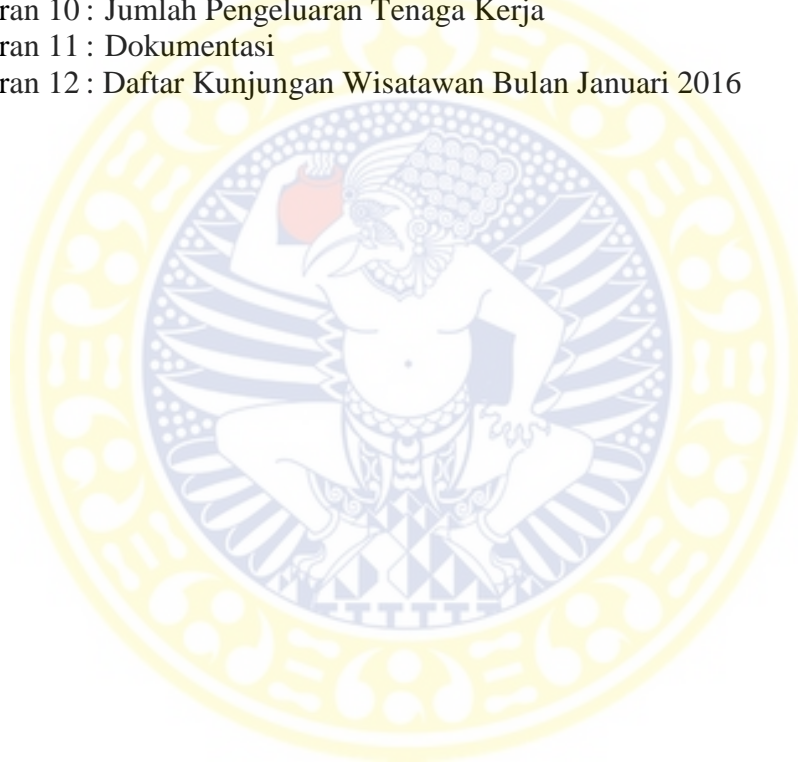 ran 10 : Jumlah Pengeluaran Tenaga Kerja
ran 11 : Dokumentasi
ran 12 : Daftar Kunjungan Wisatawan Bulan Januari 2016